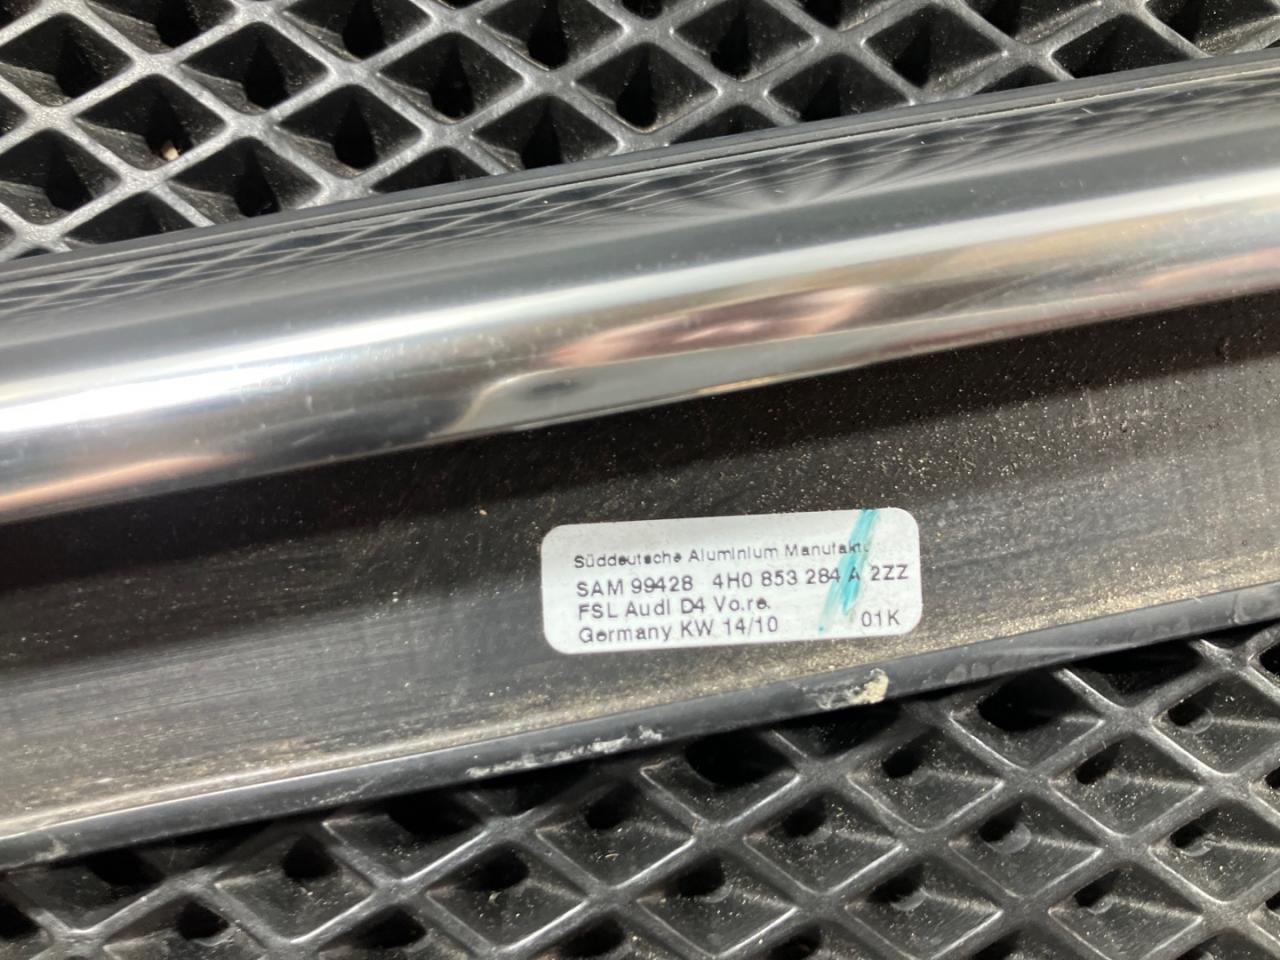 Süddeutsche Aluminium Manufaktu
SAM 99428 4H0 853 284 A 2ZZ
FSL Audi D4 Vo.re.
Germany KW 14/10 01K